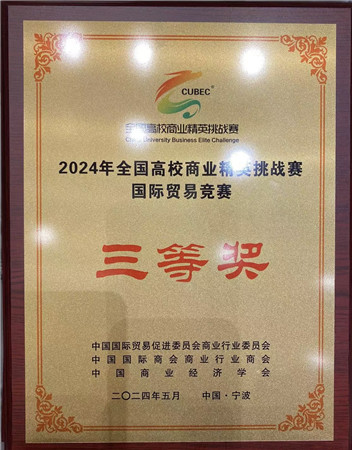 CUBEC®
全国高校商业精英挑战赛
China University Business Elite Challenge
2024年全国高校商业精英挑战赛
国际贸易竞赛
三等奖
中国国际贸易促进委员会商业行业委员会
中国国际商会商业行业商会
中国商业经济学会
二〇二四年五月 中国·宁波